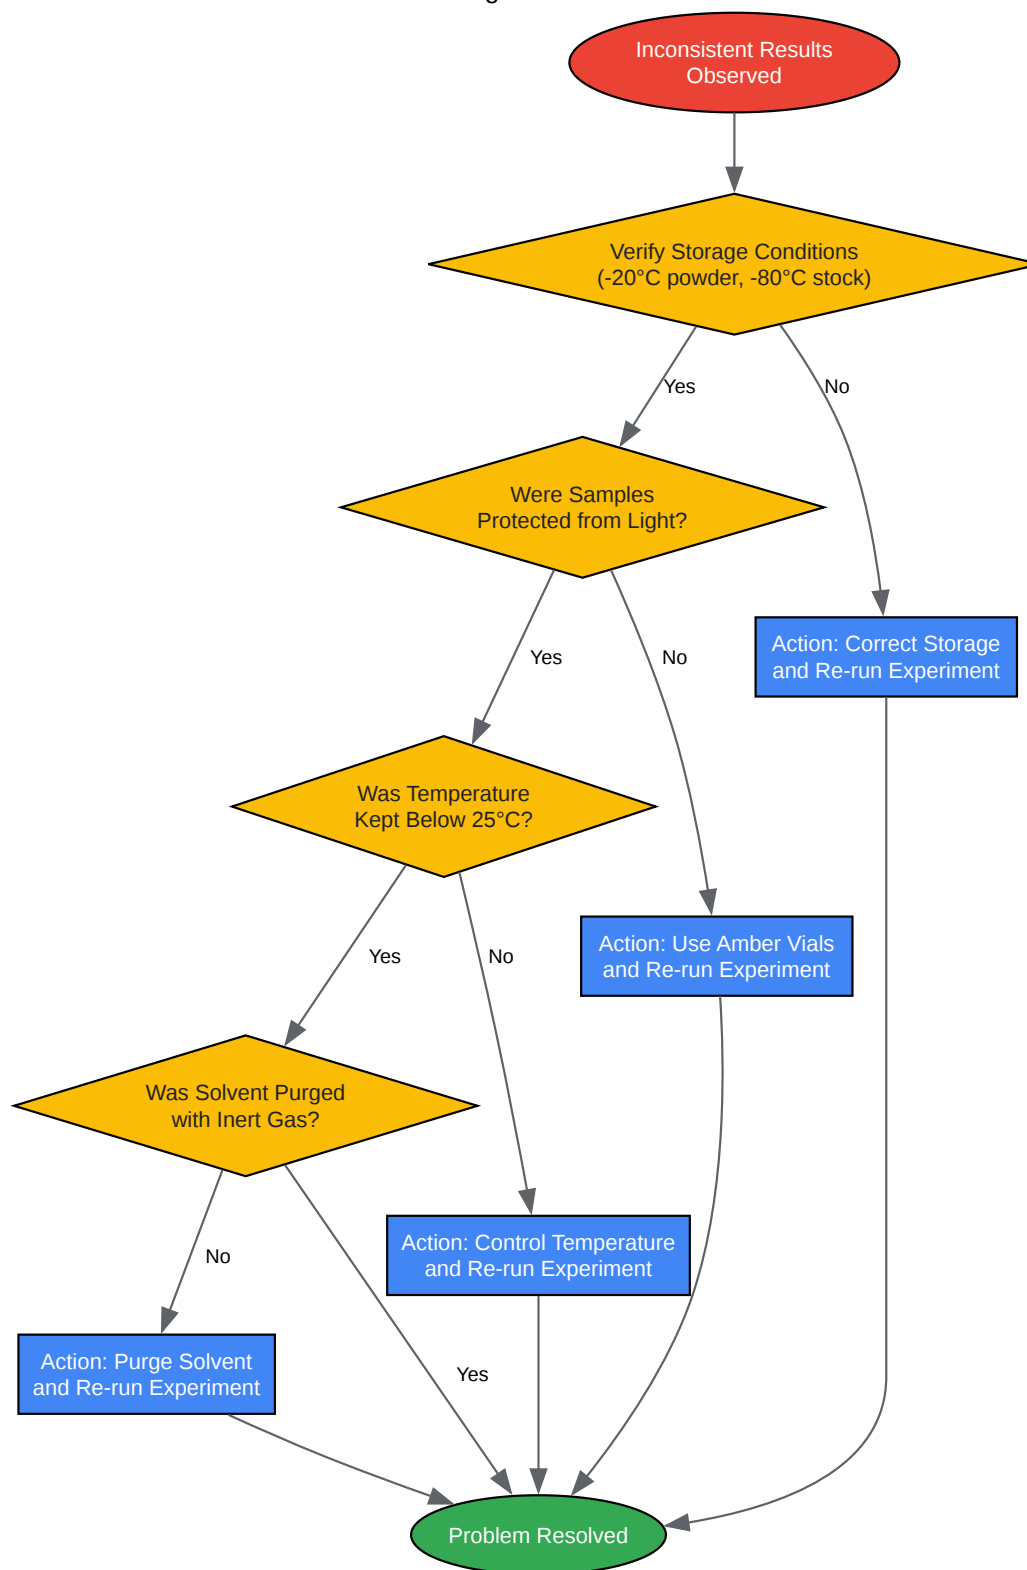 Inconsistent Results
Observed
Verify Storage Conditions
(-20°C powder, -80°C stock)
Yes
No
Were Samples
Protected from Light?
Action: Correct Storage
and Re-run Experiment
Yes
No
Was Temperature
Kept Below 25°C?
Action: Use Amber Vials
and Re-run Experiment
Yes
No
Was Solvent Purged
with Inert Gas?
Action: Control Temperature
and Re-run Experiment
No
Yes
Action: Purge Solvent
and Re-run Experiment
Problem Resolved